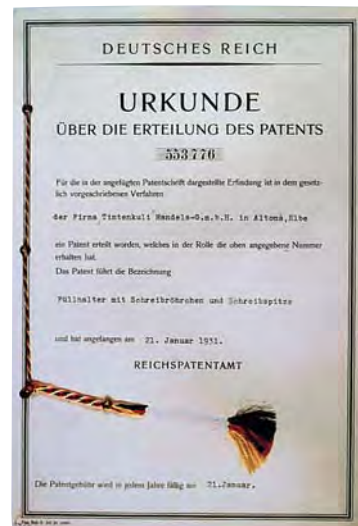 DEUTSCHES REICH
URKUNDE
ÜBER DIE ERTEILUNG DES PATENTS
553776
Für die in der angefügten Patentschrift dargestellte Erfindung ist in dem gesetz-
lich vorgeschriebenen Verfahren
der Firma Tintenkuli Handels-G.m.b.H. in Altona,Elbe
ein Patent erteilt worden, welches in der Rolle die oben angegebene Nummer
erhalten hat.
Das Patent führt die Bezeichnung
Füllhalter mit Schreibröhrchen und Schreibspitze
und hat angefangen am 21. Januar 1931.
REICHSPATENTAMT
Die Patentgebühr wird in jedem Jahre fällig am 21.Januar.